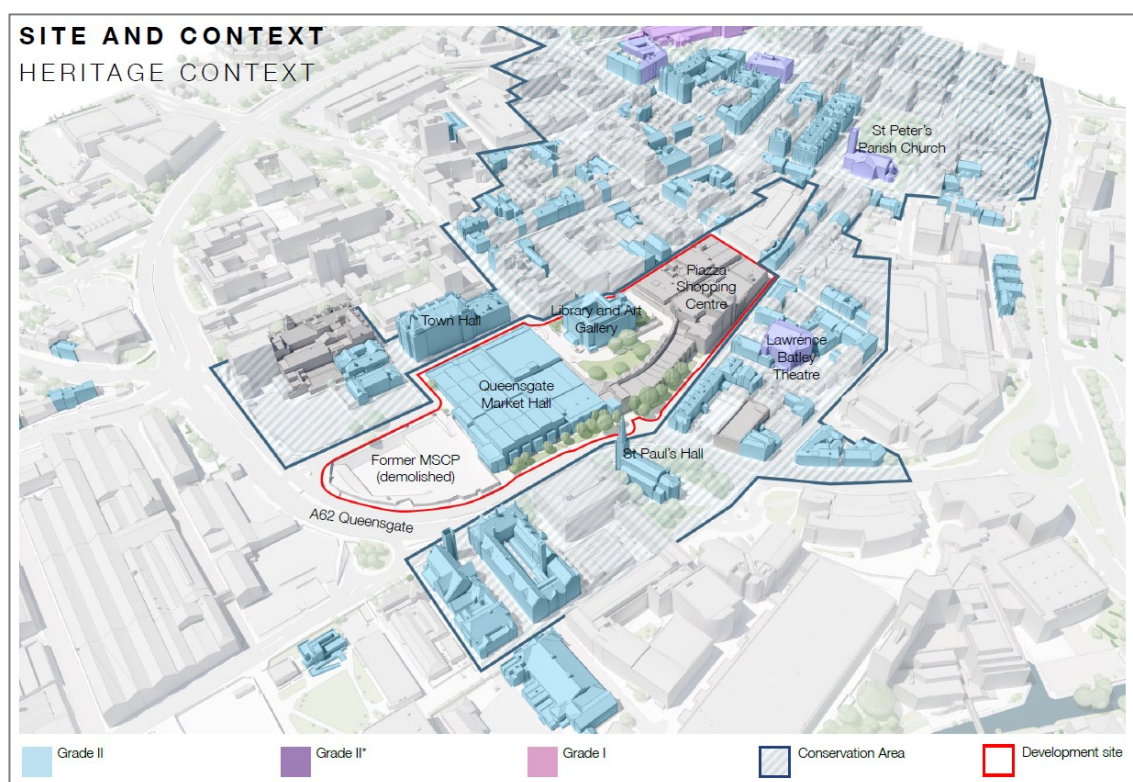 SITE AND CONTEXT
HERITAGE CONTEXT
St Peter's
Parish Church
Piazza
Shopping
Centre
Town Hall
Library and Art
Gallery
Lawrence
Batley
Theatre
Queensgate
Market Hall
St Paul's Hall
Former MSCP
(demolished)
A62 Queensgate
Grade II
Grade II*
Grade I
Conservation Area
Development site